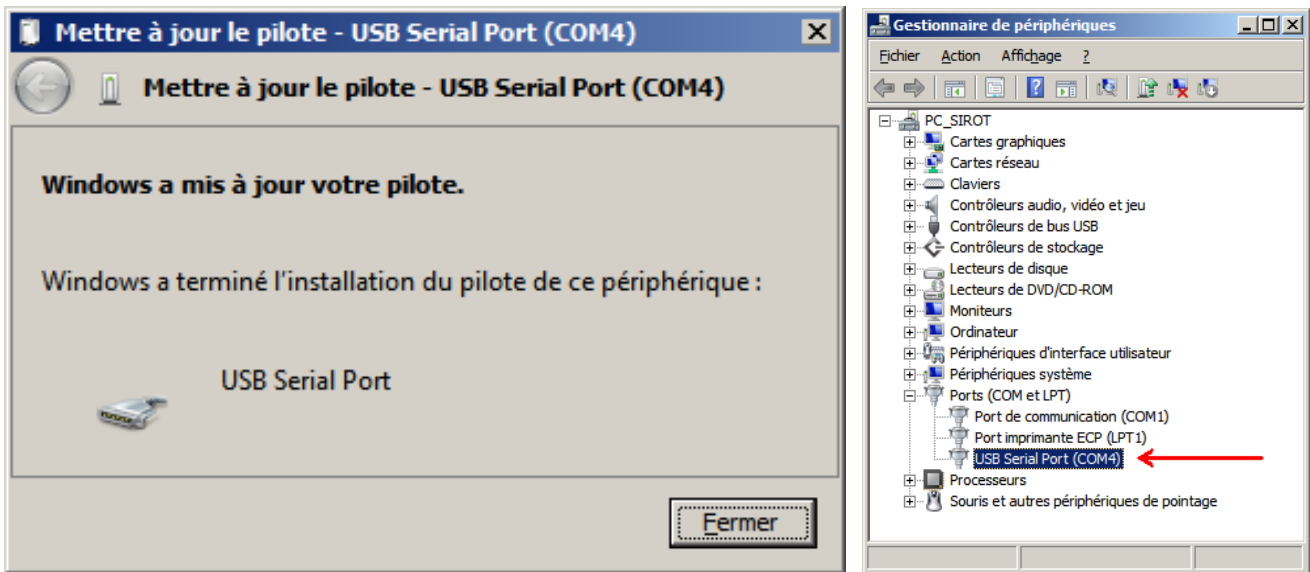 Mettre à jour le pilote - USB Serial Port (COM4)
Mettre à jour le pilote - USB Serial Port (COM4)
Windows a mis à jour votre pilote.
Windows a terminé l'installation du pilote de ce périphérique :
USB Serial Port
Fermer
Gestionnaire de périphériques
Fichier Action Affichage ?
PC_SIROT
Cartes graphiques
Cartes réseau
Claviers
Contrôleurs audio, vidéo et jeu
Contrôleurs de bus USB
Contrôleurs de stockage
Lecteurs de disque
Lecteurs de DVD/CD-ROM
Moniteurs
Ordinateur
Périphériques d'interface utilisateur
Périphériques système
Ports (COM et LPT)
Port de communication (COM1)
Port imprimante ECP (LPT1)
USB Serial Port (COM4)
Processeurs
Souris et autres périphériques de pointage